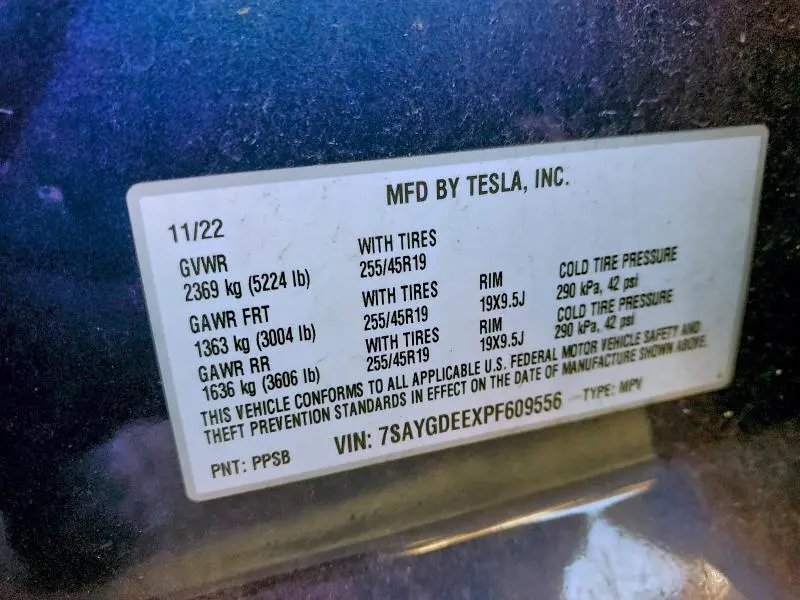 MFD BY TESLA, INC.
11/22
GVWR WITH TIRES
2369 kg (5224 lb) 255/45R19
GAWR FRT WITH TIRES RIM COLD TIRE PRESSURE
1363 kg (3004 lb) 255/45R19 19X9.5J 290 kPa, 42 psi
GAWR RR WITH TIRES RIM COLD TIRE PRESSURE
1636 kg (3606 lb) 255/45R19 19X9.5J 290 kPa, 42 psi
THIS VEHICLE CONFORMS TO ALL APPLICABLE U.S. FEDERAL MOTOR VEHICLE SAFETY AND
THEFT PREVENTION STANDARDS IN EFFECT ON THE DATE OF MANUFACTURE SHOWN ABOVE.
PNT: PPSB VIN: 7SAYGDEEXPF609556 TYPE: MPV